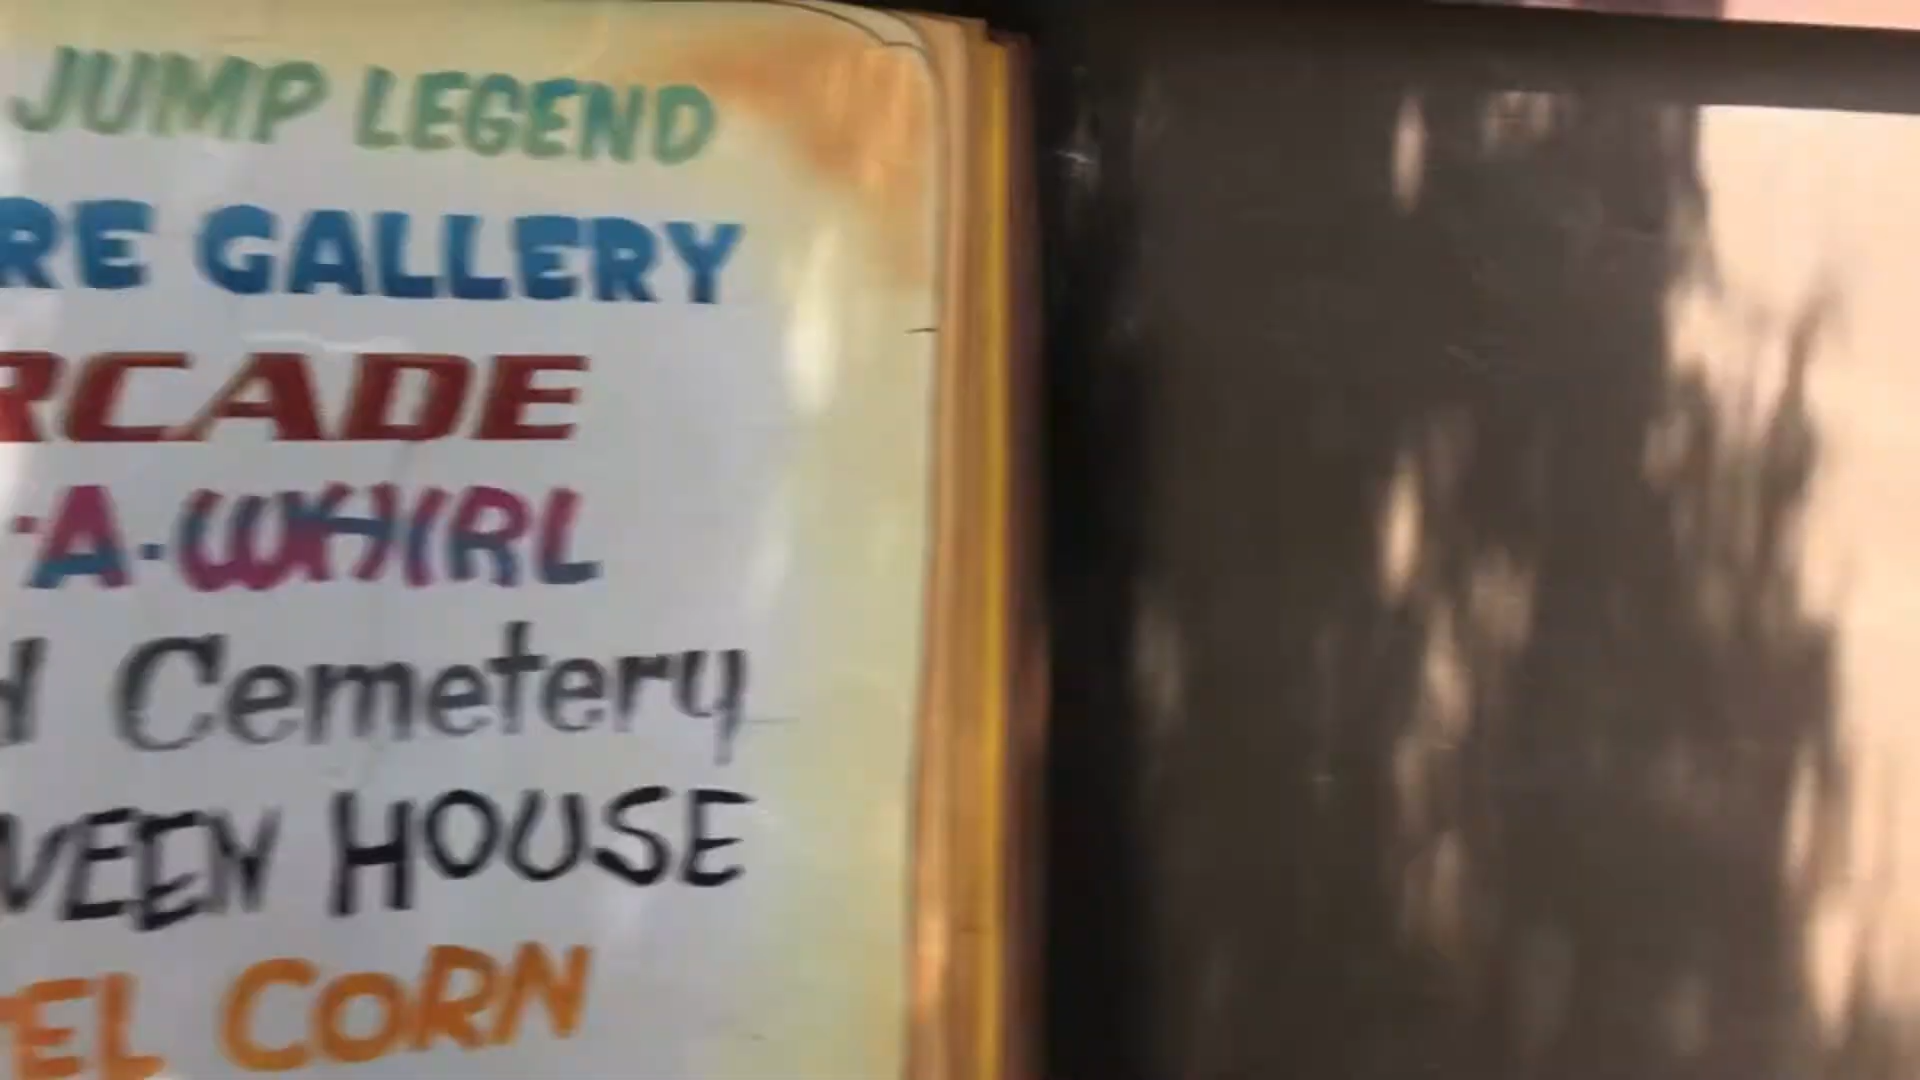 JUMP LEGEND
RE GALLERY
RCADE
·A·WHIRL
d Cemetery
VEEN HOUSE
EL CORN